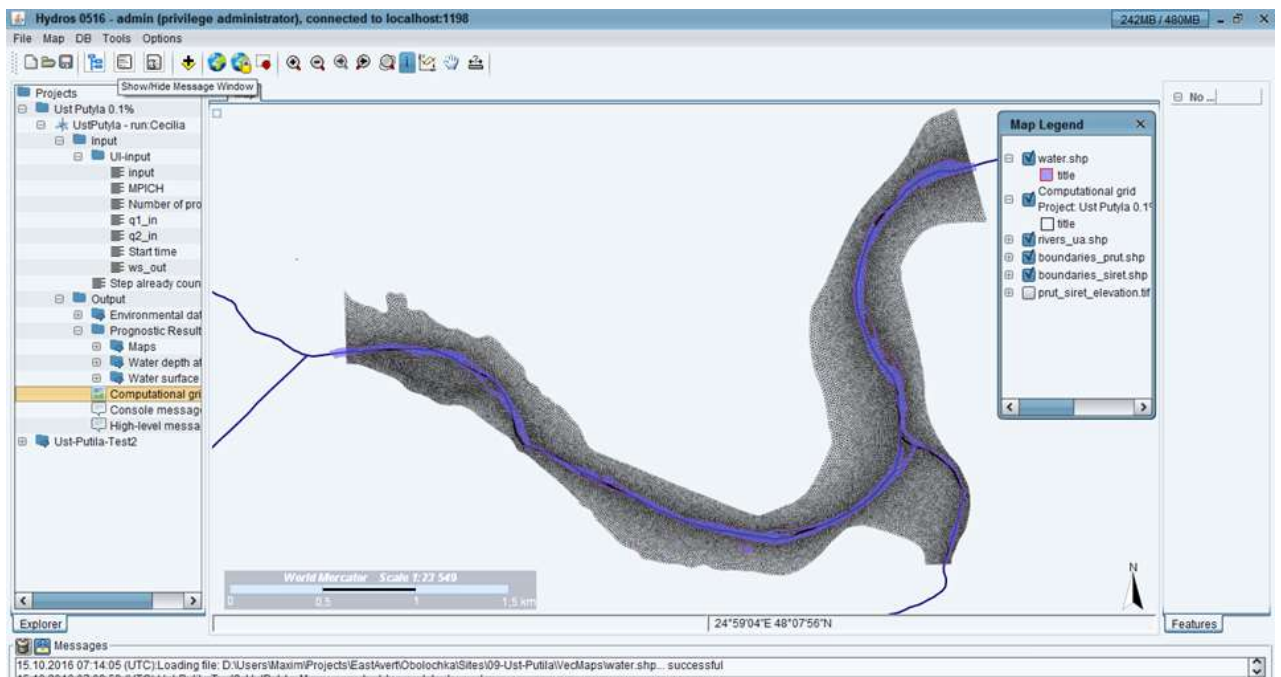 Hydros 0516 - admin (privilege administrator), connected to localhost:1198
242MB / 480MB
File Map DB Tools Options
Show/Hide Message Window
Projects
Ust Putyla 0.1%
UstPutyla - run:Cecilia
Input
UI-input
input
MPICH
Number of pro
q1_in
q2_in
Start time
ws_out
Step already coun
Output
Environmental dat
Prognostic Result
Maps
Water depth at
Water surface
Computational gri
Console messag
High-level messa
Ust-Putila-Test2
Explorer
Map Legend
water.shp
title
Computational grid
Project: Ust Putyla 0.1%
title
rivers_ua.shp
boundaries_prut.shp
boundaries_siret.shp
prut_siret_elevation.tif
No ...
World Mercator Scale 1:23 549
0 0.5 1 1.5 km
N
24°59'04"E 48°07'56"N
Features
Messages
15.10.2016 07:14:05 (UTC):Loading file: D:\Users\Maxim\Projects\EastAvert\Obolochka\Sites\09-Ust-Putila\VecMaps\water.shp... successful